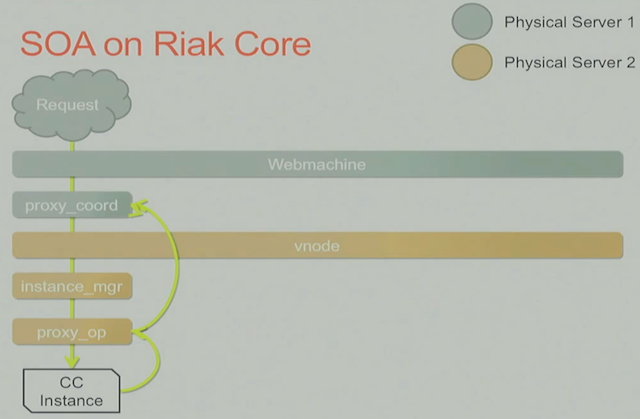 SOA on Riak Core
Physical Server 1
Physical Server 2
Request
Webmachine
proxy_coord
vnode
instance_mgr
proxy_op
CC
Instance